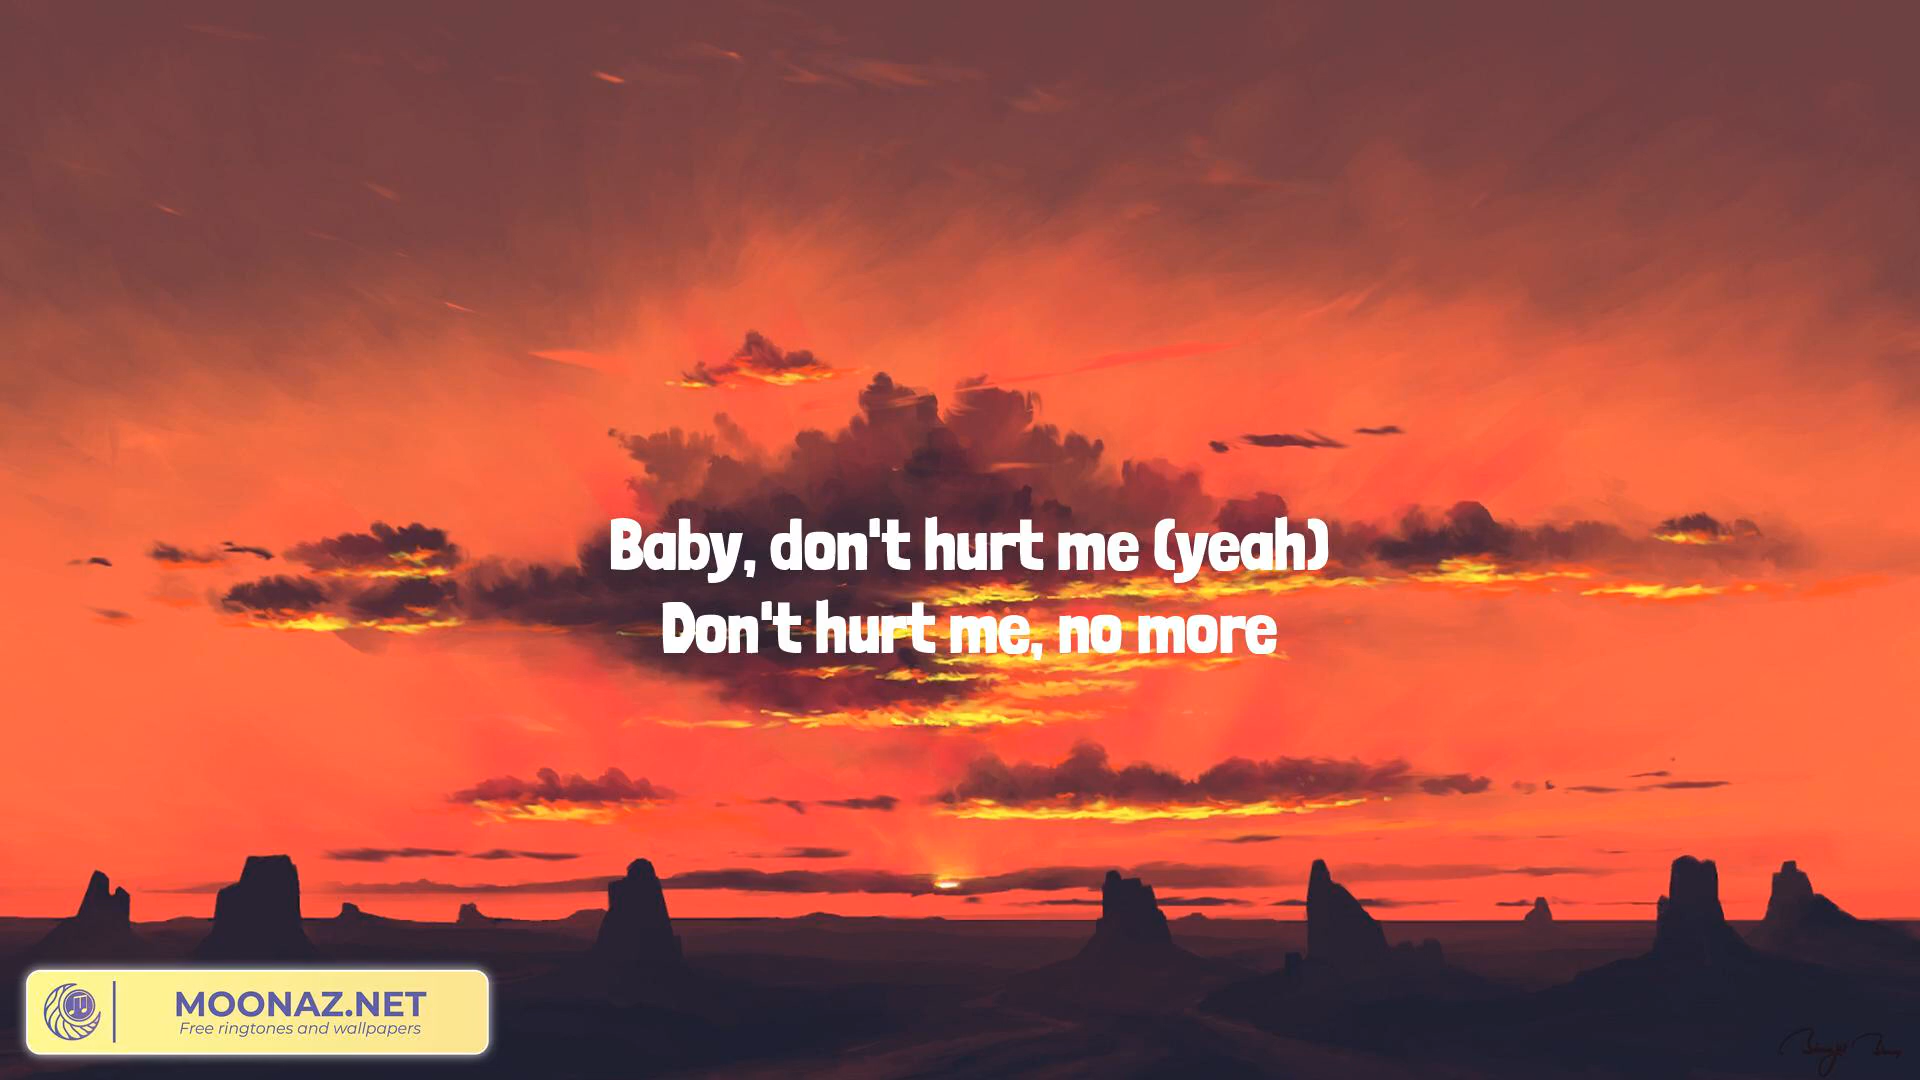 Baby, don't hurt me (yeah)
Don't hurt me, no more
MOONAZ.NET
Free ringtones and wallpapers